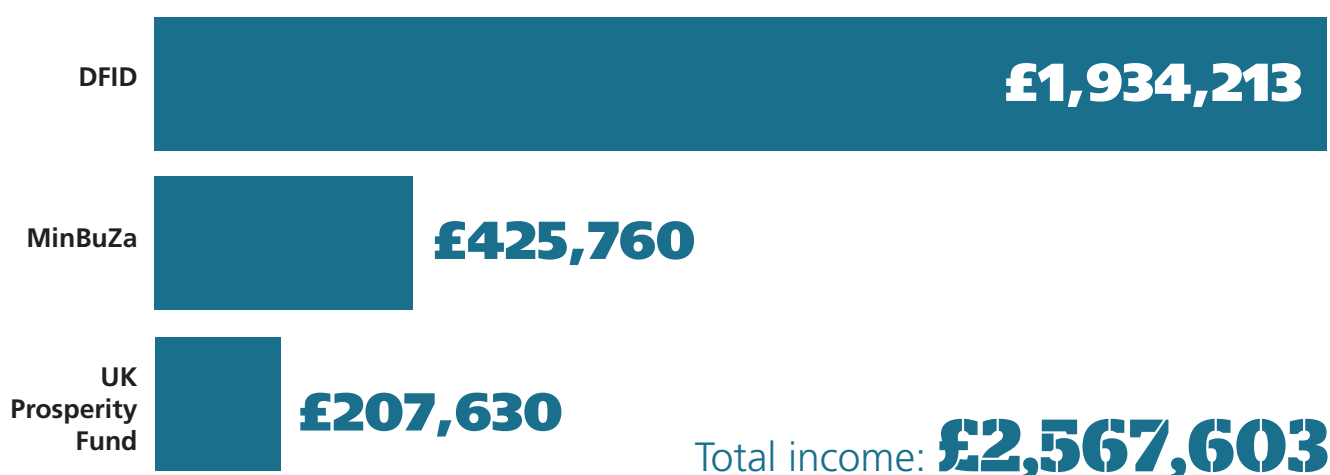 DFID
£1,934,213
MinBuZa
£425,760
UK
Prosperity
Fund
£207,630
Total income: £2,567,603